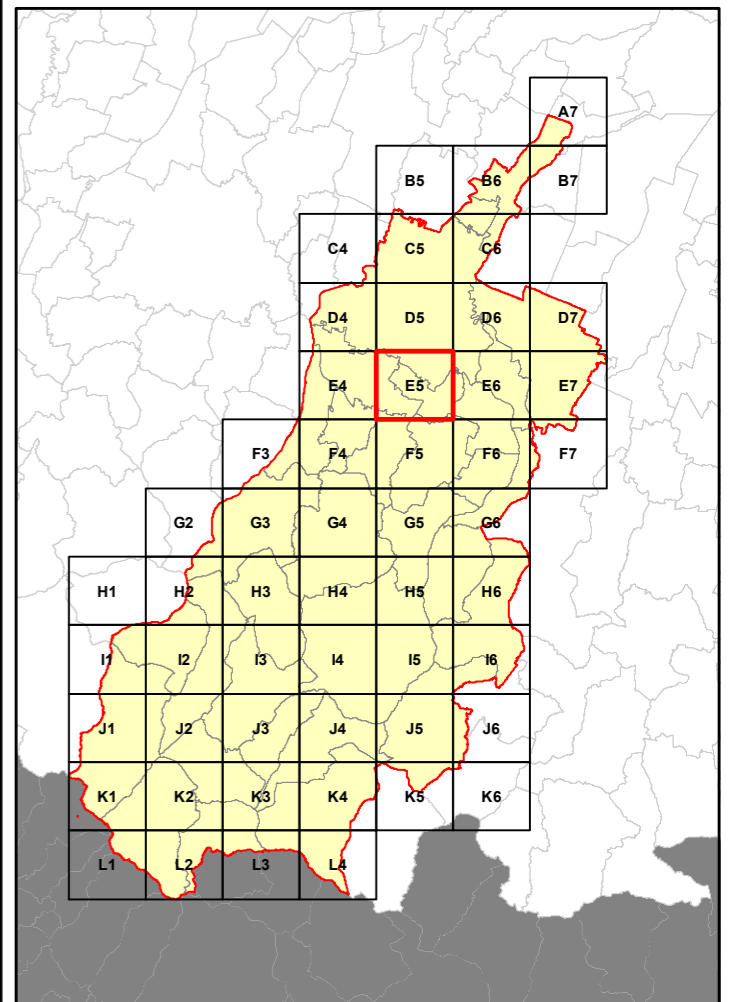 A7
B5 B6 B7
C4 C5 C6
D4 D5 D6 D7
E4 E5 E6 E7
F3 F4 F5 F6 F7
G2 G3 G4 G5 G6
H1 H2 H3 H4 H5 H6
I1 I2 I3 I4 I5 I6
J1 J2 J3 J4 J5 J6
K1 K2 K3 K4 K5 K6
L1 L2 L3 L4